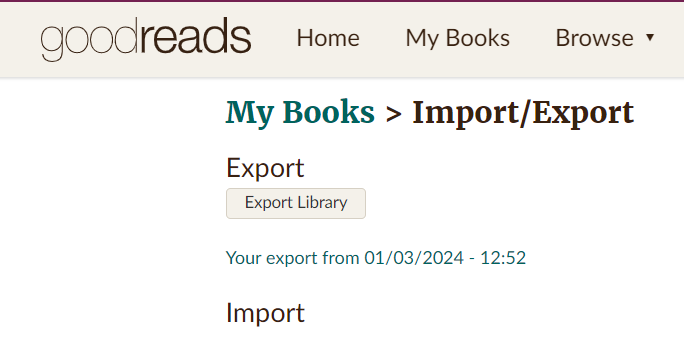 goodreads Home My Books Browse ▼
My Books > Import/Export
Export
Export Library
Your export from 01/03/2024 - 12:52
Import